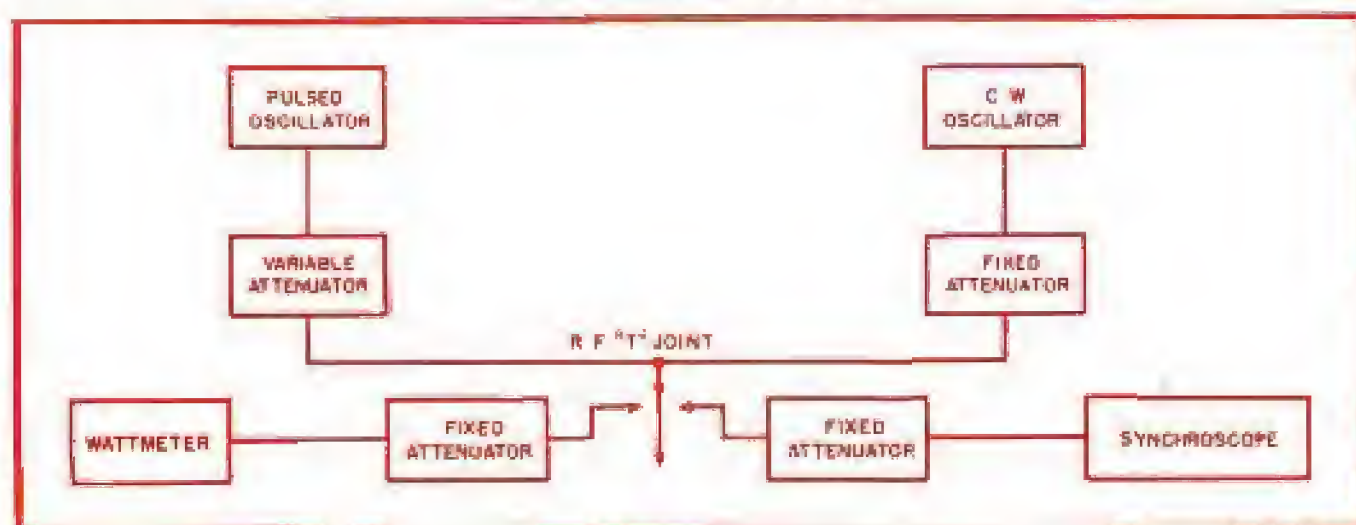 PULSED
OSCILLATOR
C W
OSCILLATOR
VARIABLE
ATTENUATOR
FIXED
ATTENUATOR
R F "T" JOINT
WATTMETER
FIXED
ATTENUATOR
FIXED
ATTENUATOR
SYNCHROSCOPE